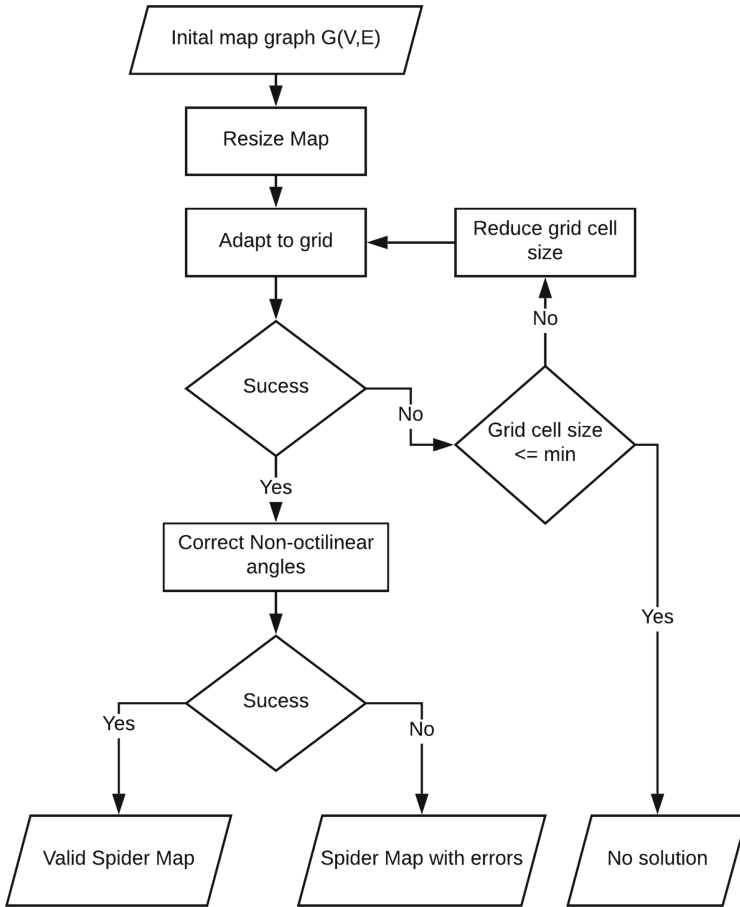 Inital map graph G(V,E)
Resize Map
Adapt to grid
Reduce grid cell
size
No
Sucess
No
Grid cell size
<= min
Yes
Correct Non-octilinear
angles
Yes
Sucess
Yes
No
Valid Spider Map
Spider Map with errors
No solution